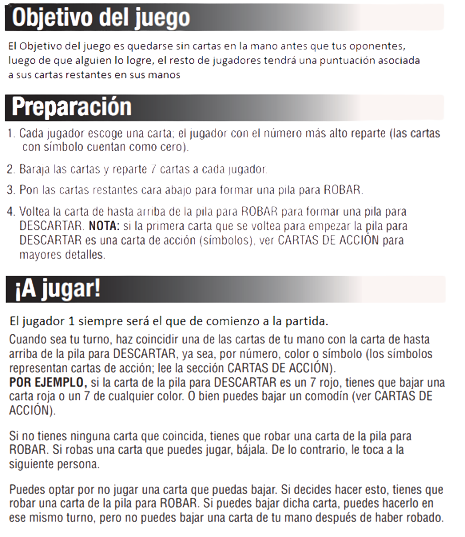 Objetivo del juego
El Objetivo del juego es quedarse sin cartas en la mano antes que tus oponentes,
luego de que alguien lo logre, el resto de jugadores tendrá una puntuación asociada
a sus cartas restantes en sus manos
Preparación
1. Cada jugador escoge una carta; el jugador con el número más alto reparte (las cartas
con símbolo cuentan como cero).
2. Baraja las cartas y reparte 7 cartas a cada jugador.
3. Pon las cartas restantes cara abajo para formar una pila para ROBAR.
4. Voltea la carta de hasta arriba de la pila para ROBAR para formar una pila para
DESCARTAR. NOTA: si la primera carta que se voltea para empezar la pila para
DESCARTAR es una carta de acción (símbolos), ver CARTAS DE ACCIÓN para
mayores detalles.
¡A jugar!
El jugador 1 siempre será el que de comienzo a la partida.
Cuando sea tu turno, haz coincidir una de las cartas de tu mano con la carta de hasta
arriba de la pila para DESCARTAR, ya sea, por número, color o símbolo (los símbolos
representan cartas de acción; lee la sección CARTAS DE ACCIÓN).
POR EJEMPLO, si la carta de la pila para DESCARTAR es un 7 rojo, tienes que bajar una
carta roja o un 7 de cualquier color. O bien puedes bajar un comodín (ver CARTAS DE
ACCIÓN).
Si no tienes ninguna carta que coincida, tienes que robar una carta de la pila para
ROBAR. Si robas una carta que puedes jugar, bájala. De lo contrario, le toca a la
siguiente persona.
Puedes optar por no jugar una carta que puedas bajar. Si decides hacer esto, tienes que
robar una carta de la pila para ROBAR. Si puedes bajar dicha carta, puedes hacerlo en
ese mismo turno, pero no puedes bajar una carta de tu mano después de haber robado.